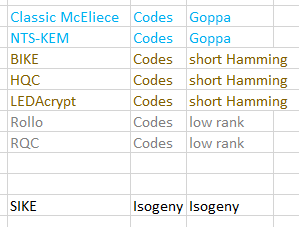 Classic McEliece Codes Goppa
NTS-KEM Codes Goppa
BIKE Codes short Hamming
HQC Codes short Hamming
LEDAcrypt Codes short Hamming
Rollo Codes low rank
RQC Codes low rank
SIKE Isogeny Isogeny